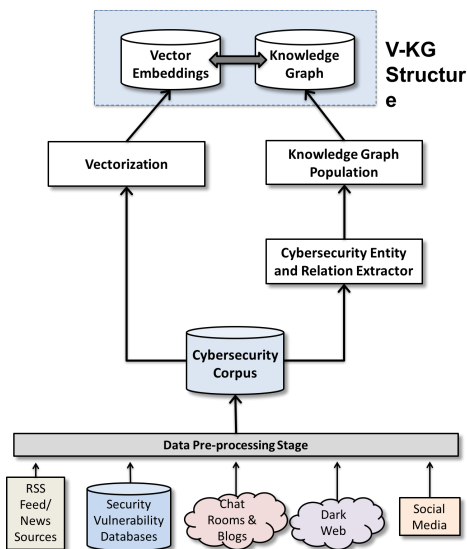 Vector
Embeddings
Knowledge
Graph
V-KG
Structur
e
Vectorization
Knowledge Graph
Population
Cybersecurity Entity
and Relation Extractor
Cybersecurity
Corpus
Data Pre-processing Stage
RSS
Feed/
News
Sources
Security
Vulnerability
Databases
Chat
Rooms &
Blogs
Dark
Web
Social
Media